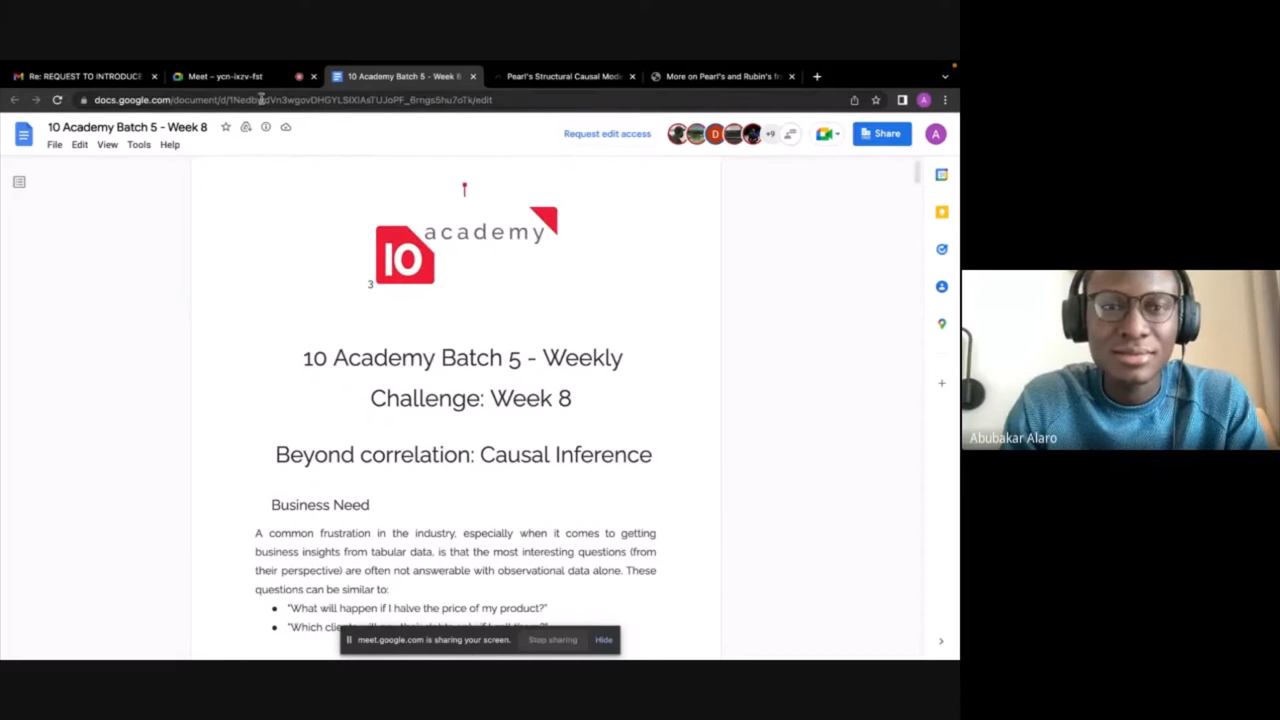 Re: REQUEST TO INTRODUCE
Meet – ycn-ixzv-fst
10 Academy Batch 5 - Week 8
Pearl's Structural Causal Mode
More on Pearl's and Rubin's fr
10 Academy Batch 5 - Week 8
File Edit View Tools Help
Request edit access
+9
Share
A
10 academy
3
10 Academy Batch 5 - Weekly
Challenge: Week 8
Beyond correlation: Causal Inference
Business Need
A common frustration in the industry, especially when it comes to getting
business insights from tabular data, is that the most interesting questions (from
their perspective) are often not answerable with observational data alone. These
questions can be similar to:
● "What will happen if I halve the price of my product?"
● "Which
meet.google.com is sharing your screen. Stop sharing Hide
Abubakar Alaro